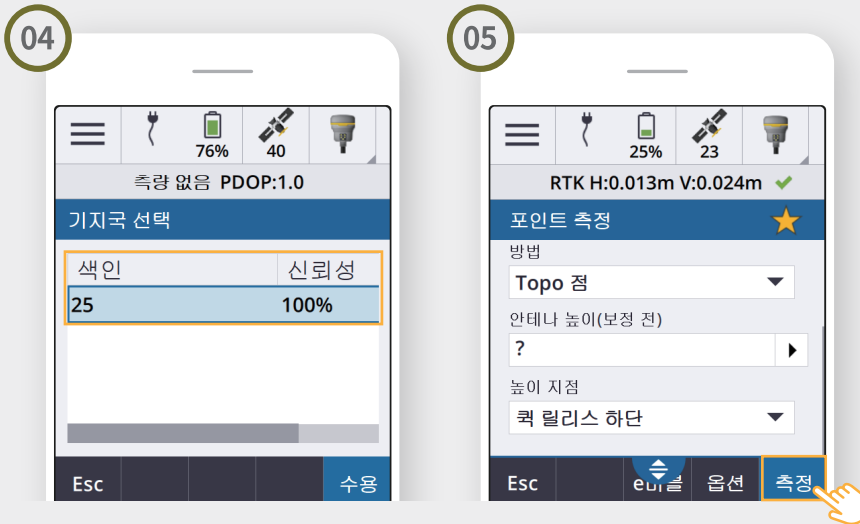 04
76%
40
측량 없음 PDOP:1.0
기지국 선택
색인 신뢰성
25 100%
Esc 수용
05
25%
23
RTK H:0.013m V:0.024m
포인트 측정
방법
Topo 점
안테나 높이(보정 전)
?
높이 지점
퀵 릴리스 하단
Esc e버블 옵션 측정